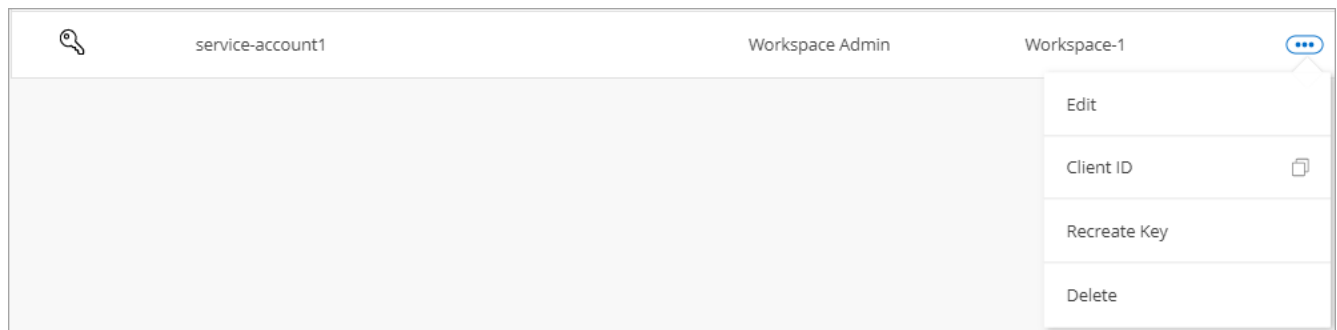 service-account1 Workspace Admin Workspace-1
Edit
Client ID
Recreate Key
Delete